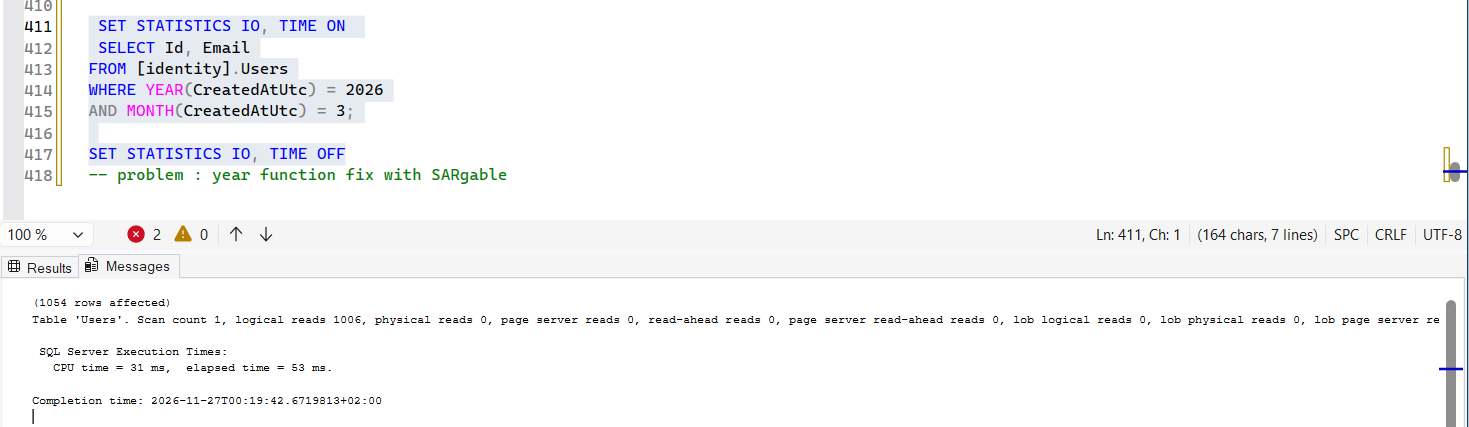 410
411 SET STATISTICS IO, TIME ON
412 SELECT Id, Email
413 FROM [identity].Users
414 WHERE YEAR(CreatedAtUtc) = 2026
415 AND MONTH(CreatedAtUtc) = 3;
416
417 SET STATISTICS IO, TIME OFF
418 -- problem : year function fix with SARgable
100 % 2 0 Ln: 411, Ch: 1 (164 chars, 7 lines) SPC CRLF UTF-8
Results Messages
(1054 rows affected)
Table 'Users'. Scan count 1, logical reads 1006, physical reads 0, page server reads 0, read-ahead reads 0, page server read-ahead reads 0, lob logical reads 0, lob physical reads 0, lob page server re
SQL Server Execution Times:
CPU time = 31 ms, elapsed time = 53 ms.
Completion time: 2026-11-27T00:19:42.6719813+02:00